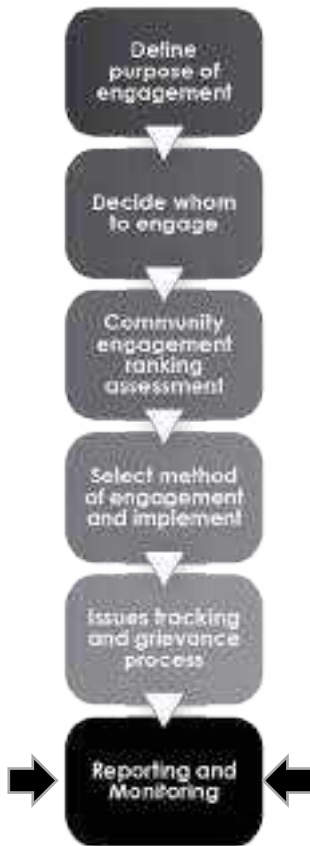 Define
purpose of
engagement
Decide whom
to engage
Community
engagement
ranking
assessment
Select method
of engagement
and implement
Issues tracking
and grievance
process
Reporting and
Monitoring